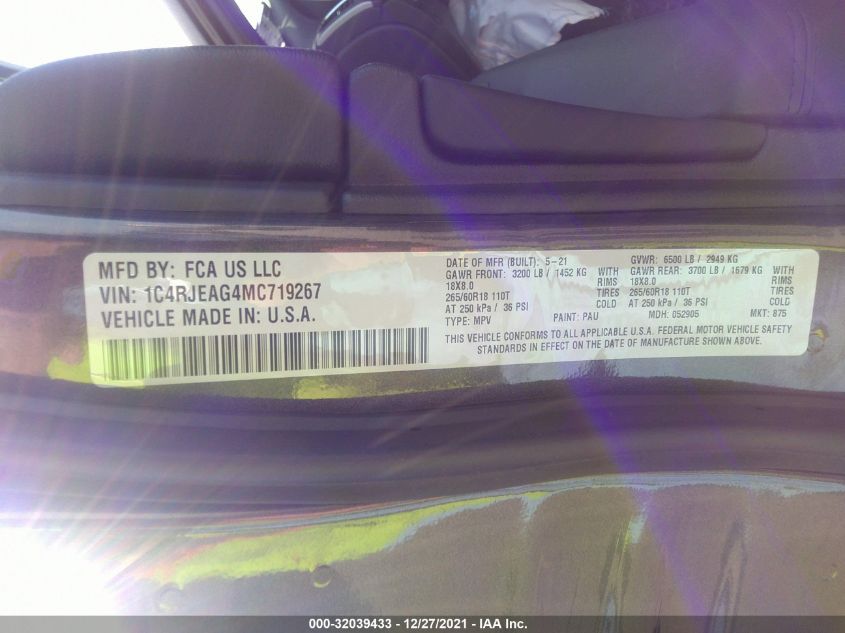 MFD BY: FCA US LLC
VIN: 1C4RJEAG4MC719267
VEHICLE MADE IN: U.S.A.
DATE OF MFR (BUILT): 5-21 GVWR: 6500 LB / 2949 KG
GAWR FRONT: 3200 LB / 1452 KG WITH GAWR REAR: 3700 LB / 1679 KG WITH
18X8.0 RIMS 18X8.0 RIMS
265/60R18 110T TIRES 265/60R18 110T TIRES
AT 250 kPa / 36 PSI COLD AT 250 kPa / 36 PSI COLD
TYPE: MPV PAINT: PAU MDH: 052905 MKT: 875
THIS VEHICLE CONFORMS TO ALL APPLICABLE U.S.A. FEDERAL MOTOR VEHICLE SAFETY
STANDARDS IN EFFECT ON THE DATE OF MANUFACTURE SHOWN ABOVE.
000-32039433 - 12/27/2021 - IAA Inc.